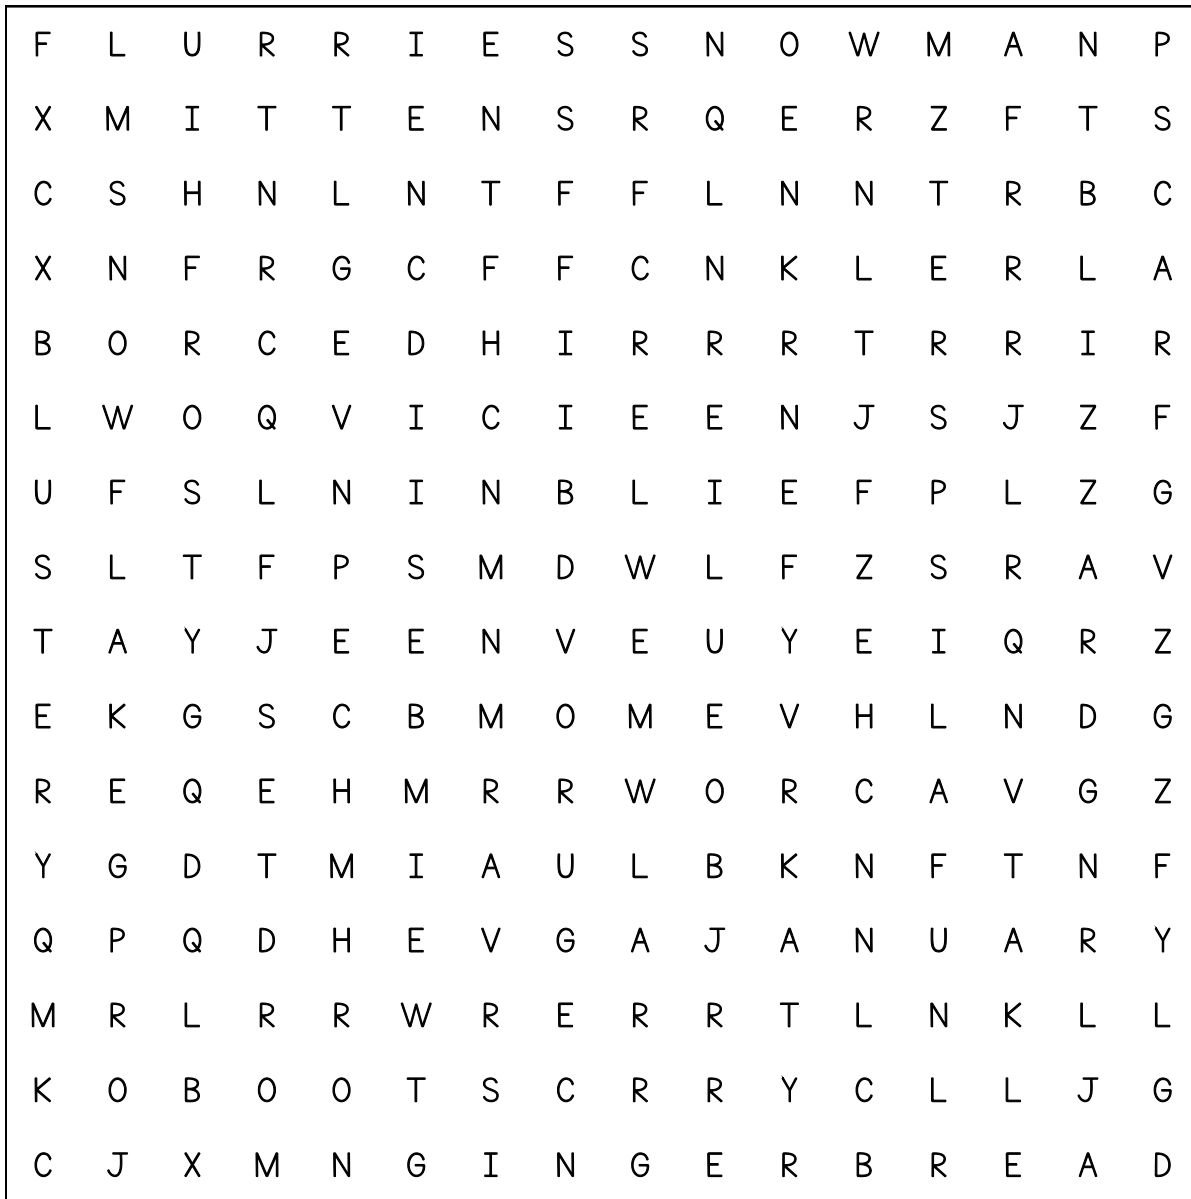 F L U R R I E S S N O W M A N P
X M I T T E N S R Q E R Z F T S
C S H N L N T F F L N N T R B C
X N F R G C F F C N K L E R L A
B O R C E D H I R R R T R R I R
L W O Q V I C I E E N J S J Z F
U F S L N I N B L I E F P L Z G
S L T F P S M D W L F Z S R A V
T A Y J E E N V E U Y E I Q R Z
E K G S C B M O M E V H L N D G
R E Q E H M R R W O R C A V G Z
Y G D T M I A U L B K N F T N F
Q P Q D H E V G A J A N U A R Y
M R L R R W R E R R T L N K L L
K O B O O T S C R R Y C L L J G
C J X M N G I N G E R B R E A D